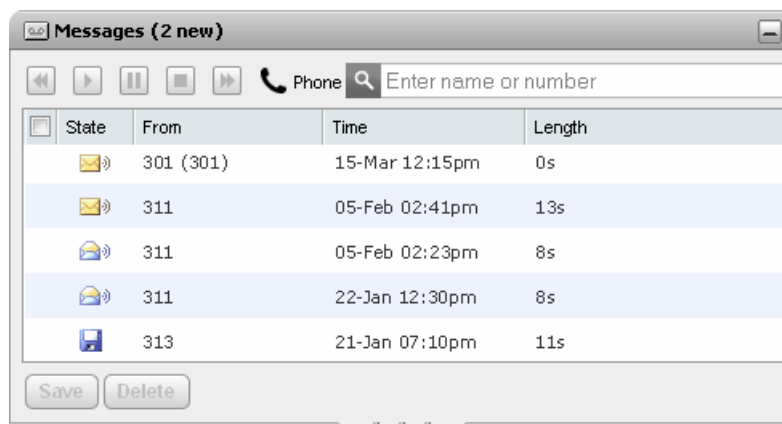 Messages (2 new)
Phone Enter name or number
State From Time Length
301 (301) 15-Mar 12:15pm 0s
311 05-Feb 02:41pm 13s
311 05-Feb 02:23pm 8s
311 22-Jan 12:30pm 8s
313 21-Jan 07:10pm 11s
Save Delete